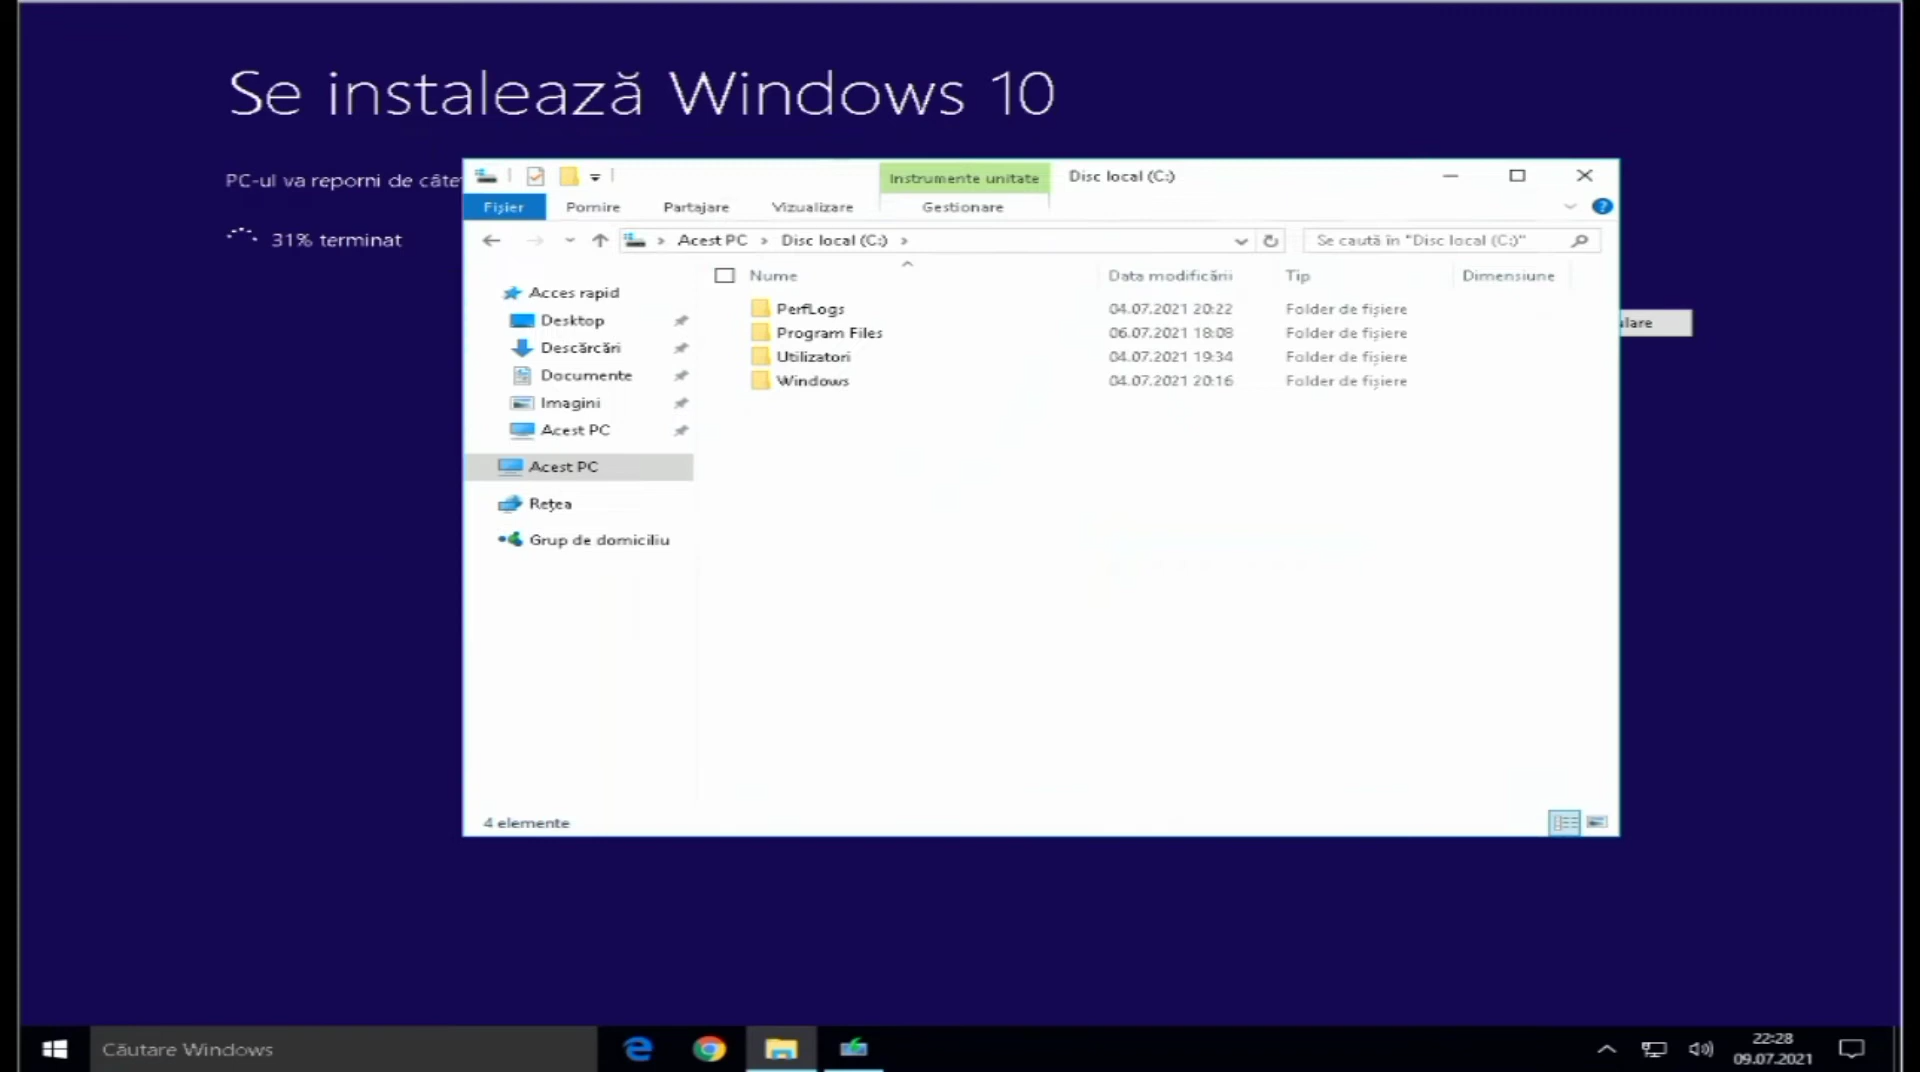 Se instalează Windows 10
PC-ul va reporni de câte
31% terminat
Instrumente unitate
Disc local (C:)
Fișier
Pornire
Partajare
Vizualizare
Gestionare
Acest PC > Disc local (C:) >
Se caută în "Disc local (C:)"
Nume
Data modificării
Tip
Dimensiune
Acces rapid
Desktop
Descărcări
Documente
Imagini
Acest PC
Acest PC
Rețea
Grup de domiciliu
PerfLogs 04.07.2021 20:22 Folder de fișiere
Program Files 06.07.2021 18:08 Folder de fișiere
Utilizatori 04.07.2021 19:34 Folder de fișiere
Windows 04.07.2021 20:16 Folder de fișiere
lare
4 elemente
Căutare Windows
22:28
09.07.2021